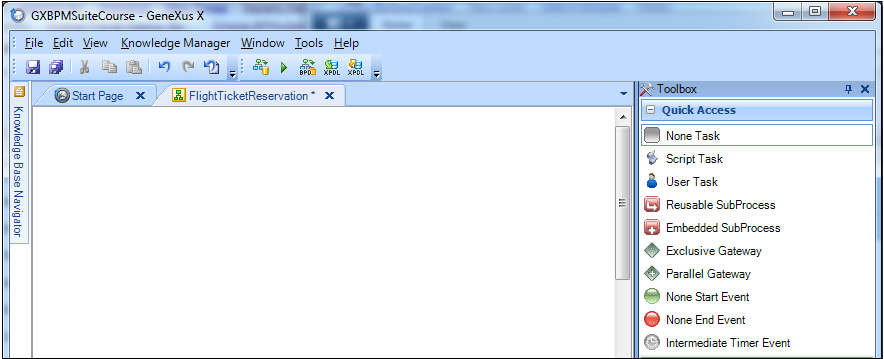 GXBPMSuiteCourse - GeneXus X
File Edit View Knowledge Manager Window Tools Help
BPD XPDL XPDL
Start Page FlightTicketReservation *
Knowledge Base Navigator
Toolbox
Quick Access
None Task
Script Task
User Task
Reusable SubProcess
Embedded SubProcess
Exclusive Gateway
Parallel Gateway
None Start Event
None End Event
Intermediate Timer Event